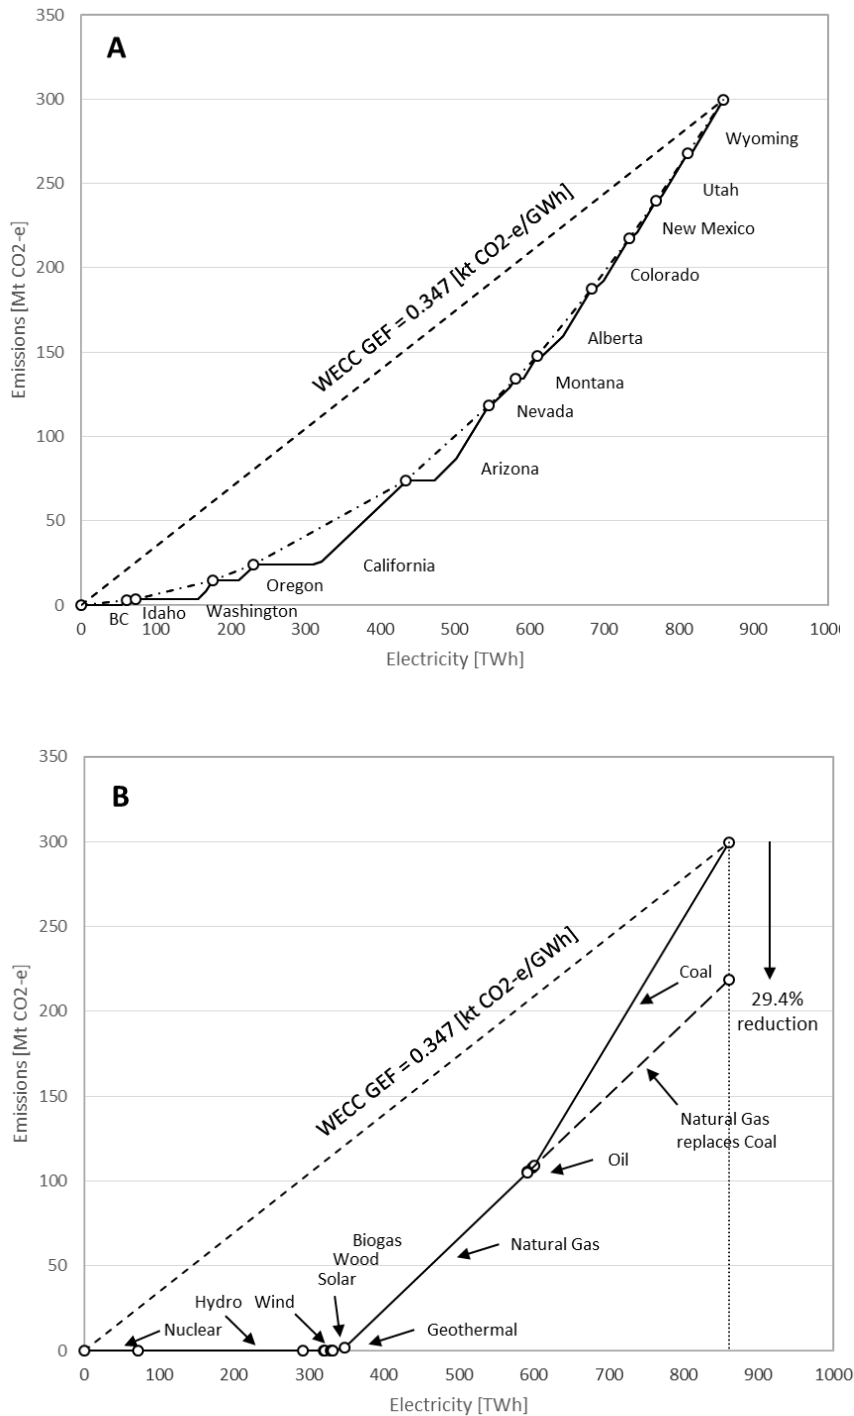 A
350
300
250
200
150
100
50
0
Emissions [Mt CO2-e]
WECC GEF = 0.347 [kt CO2-e/GWh]
Wyoming
Utah
New Mexico
Colorado
Alberta
Montana
Nevada
Arizona
California
Oregon
Washington
Idaho
BC
0 100 200 300 400 500 600 700 800 900 1000
Electricity [TWh]
B
350
300
250
200
150
100
50
0
Emissions [Mt CO2-e]
WECC GEF = 0.347 [kt CO2-e/GWh]
Coal
29.4%
reduction
Natural Gas
replaces Coal
Oil
Natural Gas
Biogas
Wood
Solar
Hydro Wind
Nuclear
Geothermal
0 100 200 300 400 500 600 700 800 900 1000
Electricity [TWh]